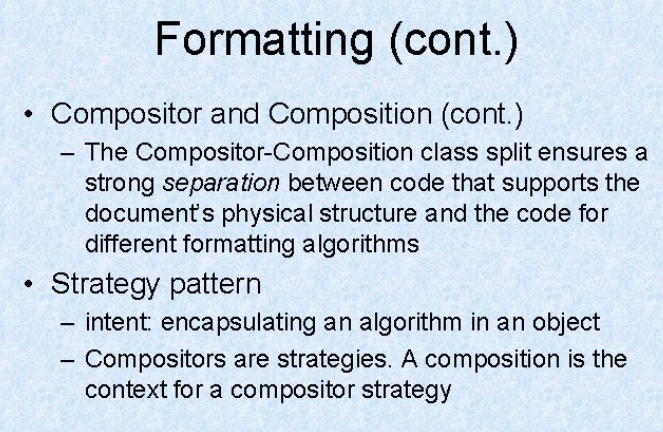 Formatting (cont.)
• Compositor and Composition (cont.)
– The Compositor-Composition class split ensures a
strong separation between code that supports the
document's physical structure and the code for
different formatting algorithms
• Strategy pattern
– intent: encapsulating an algorithm in an object
– Compositors are strategies. A composition is the
context for a compositor strategy